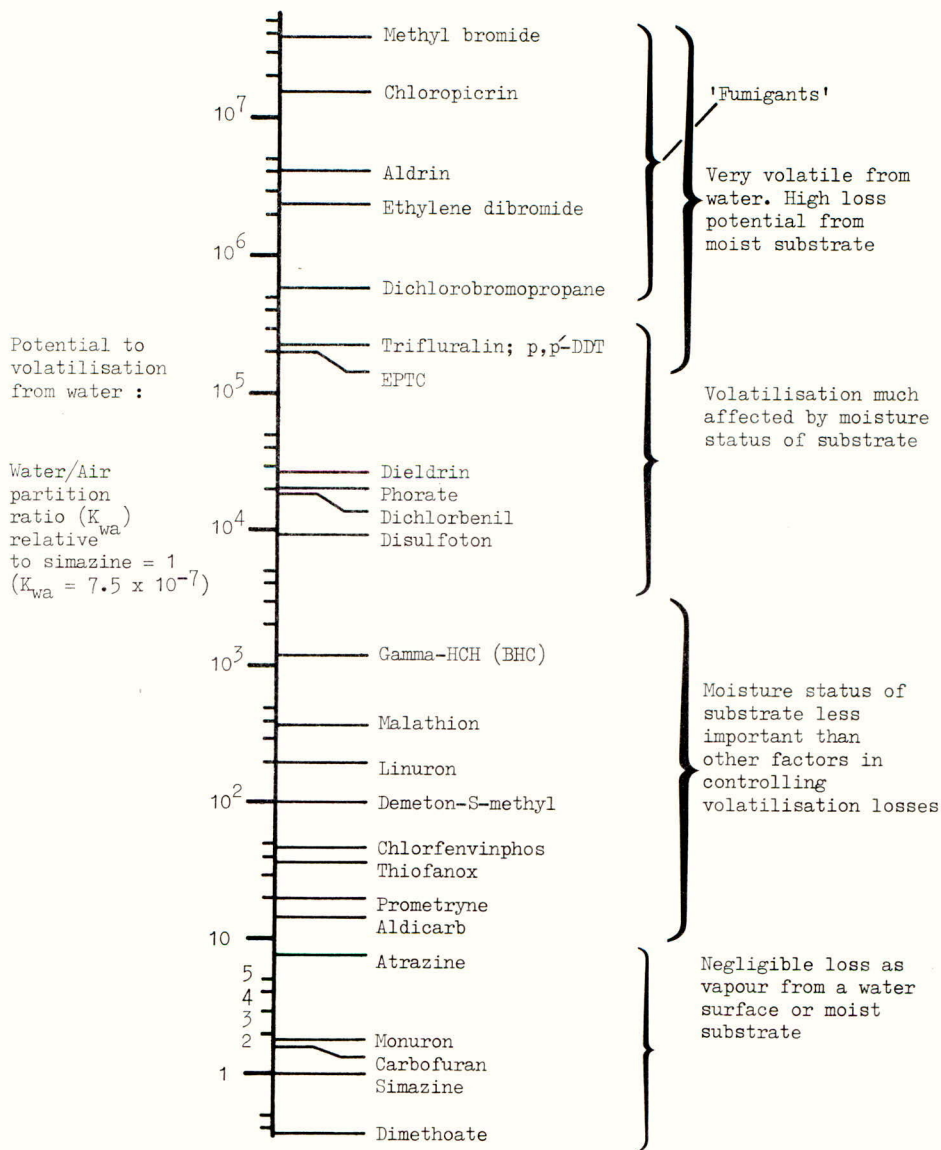 Methyl bromide
Chloropicrin
10⁷
Aldrin
Ethylene dibromide
10⁶
Dichlorobromopropane
Trifluralin; p,p′-DDT
EPTC
10⁵
Dieldrin
Phorate
Dichlorbenil
10⁴
Disulfoton
Gamma-HCH (BHC)
10³
Malathion
Linuron
10²
Demeton-S-methyl
Chlorfenvinphos
Thiofanox
Prometryne
Aldicarb
10
Atrazine
5
4
3
2
Monuron
Carbofuran
1
Simazine
Dimethoate
Potential to
volatilisation
from water :
Water/Air
partition
ratio (K_wa)
relative
to simazine = 1
(K_wa = 7.5 x 10⁻⁷)
'Fumigants'
Very volatile from
water. High loss
potential from
moist substrate
Volatilisation much
affected by moisture
status of substrate
Moisture status of
substrate less
important than
other factors in
controlling
volatilisation losses
Negligible loss as
vapour from a water
surface or moist
substrate